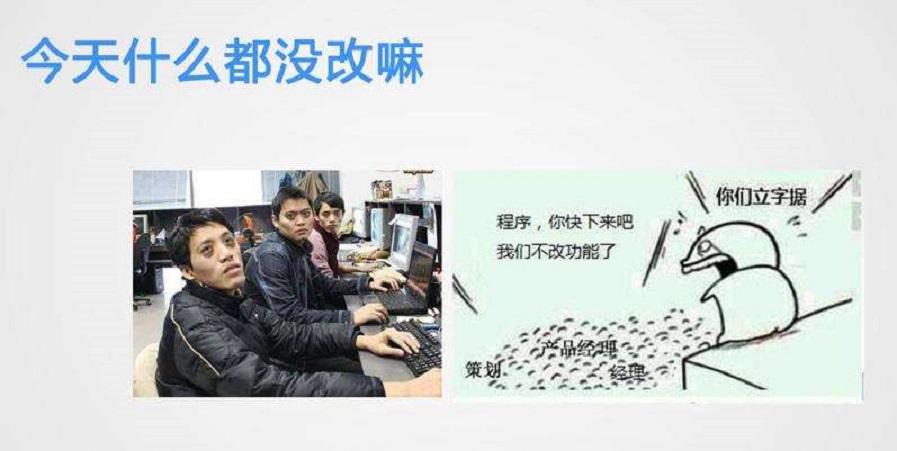 今天什么都没改嘛
程序，你快下来吧
我们不改功能了
你们立字据
产品经理
策划
经理